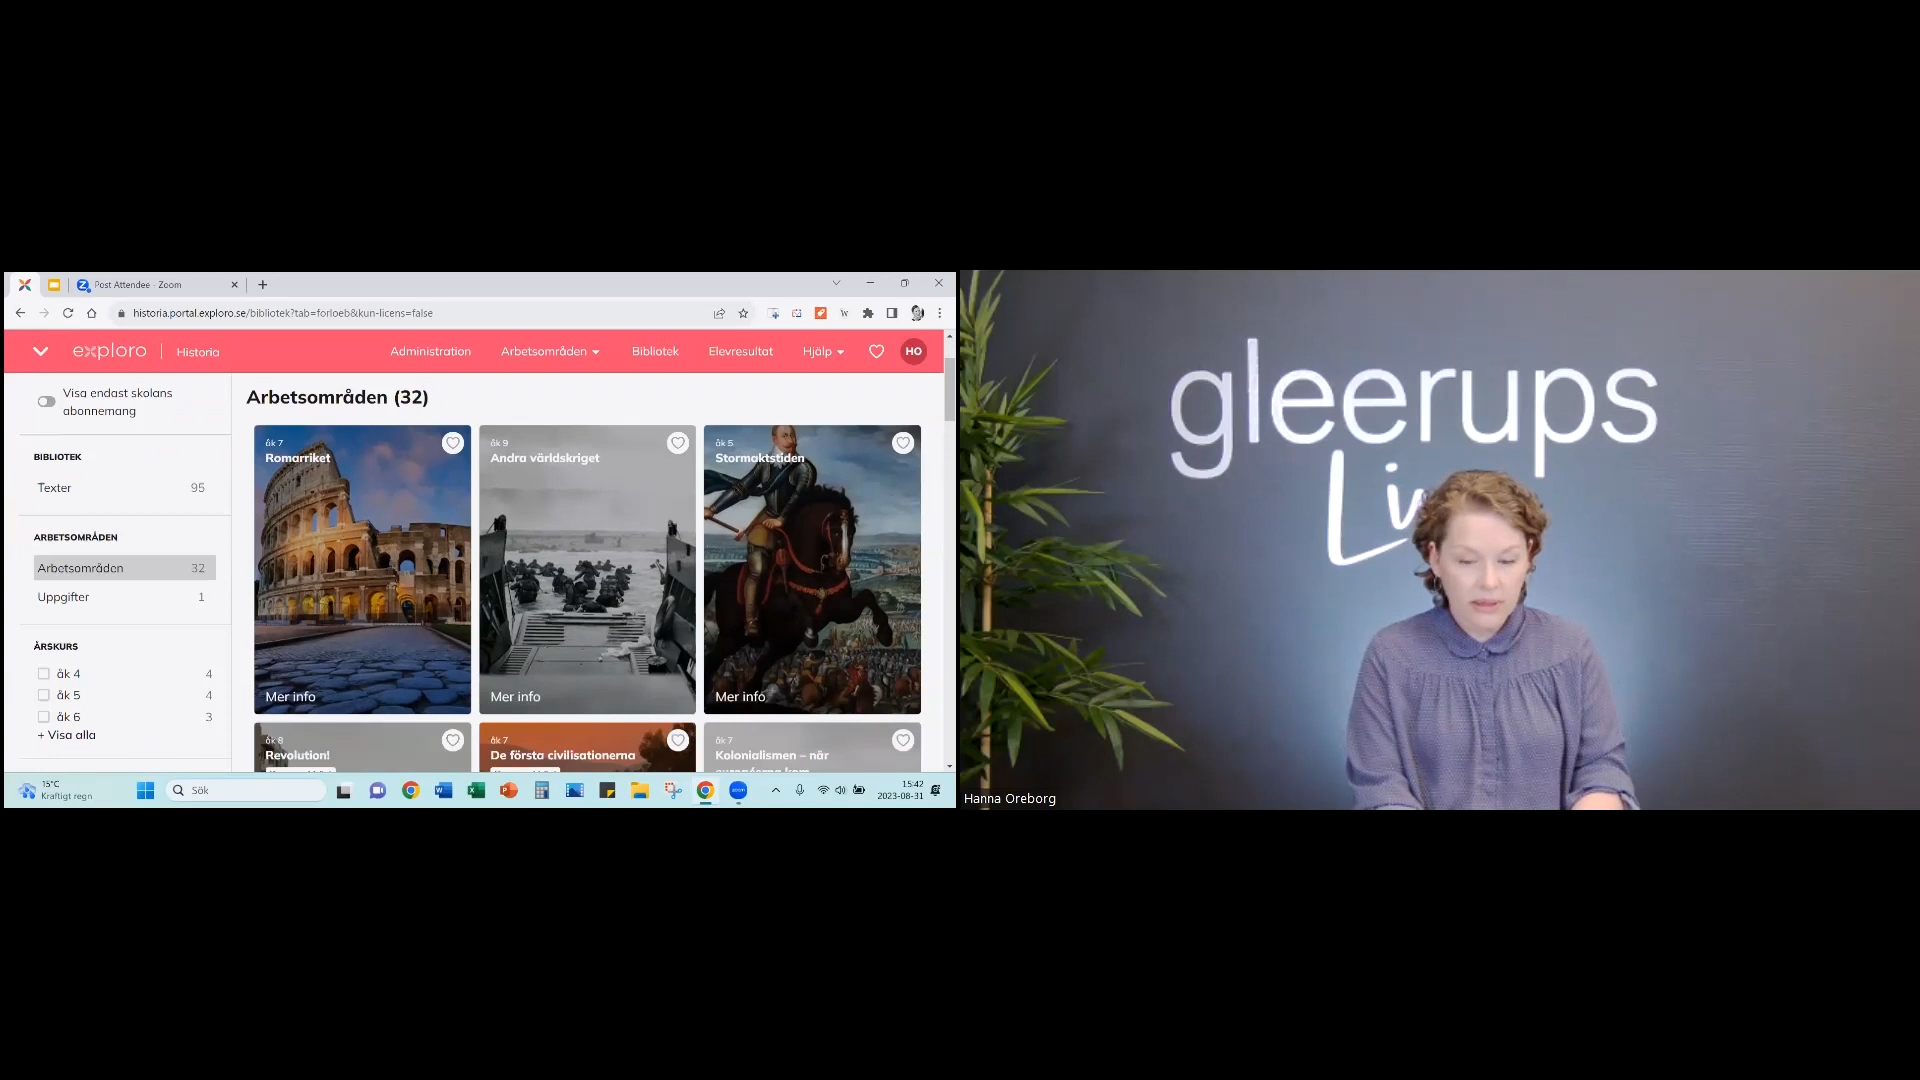 Post Attendee - Zoom
historia.portal.exploro.se/bibliotek?tab=forloeb&kun-licens=false
exploro
Historia
Administration
Arbetsområden
Bibliotek
Elevresultat
Hjälp
HO
Visa endast skolans
abonnemang
BIBLIOTEK
Texter 95
ARBETSOMRÅDEN
Arbetsområden 32
Uppgifter 1
ÅRSKURS
åk 4 4
åk 5 4
åk 6 3
+ Visa alla
Arbetsområden (32)
åk 7
Romarriket
Mer info
åk 9
Andra världskriget
Mer info
åk 5
Stormaktstiden
Mer info
åk 8
Revolution!
åk 7
De första civilisationerna
åk 7
Kolonialismen – när
15°C
Kraftigt regn
Sök
15:42
2023-08-31
gleerups
Hanna Oreborg